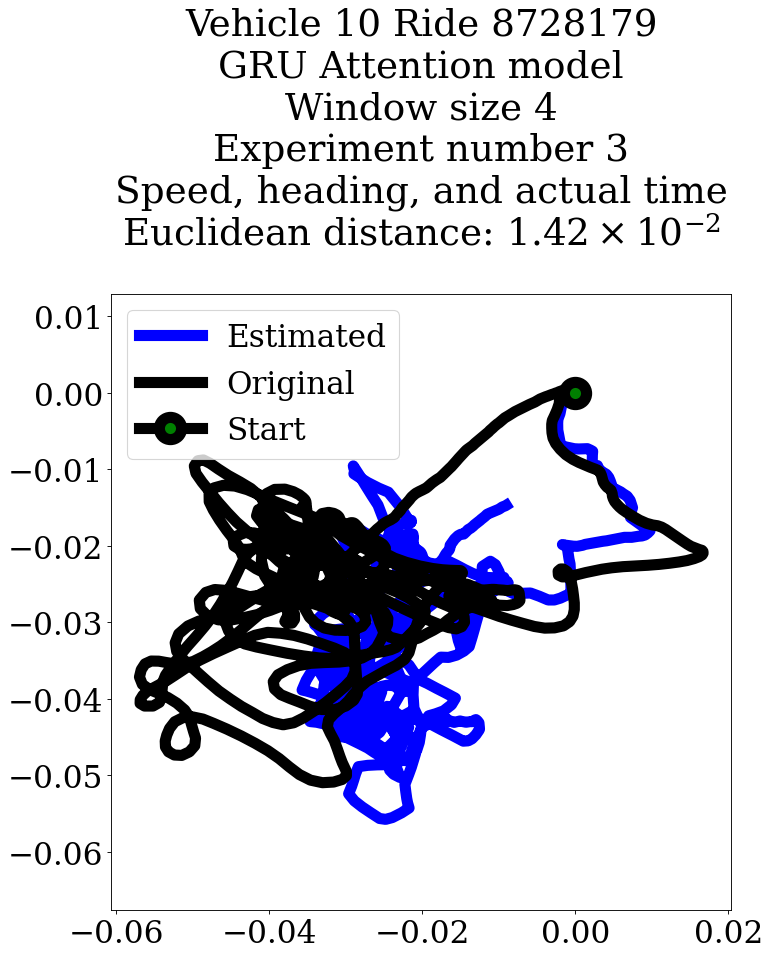 Vehicle 10 Ride 8728179
GRU Attention model
Window size 4
Experiment number 3
Speed, heading, and actual time
Euclidean distance: 1.42 × 10⁻²
Estimated
Original
Start
0.01
0.00
−0.01
−0.02
−0.03
−0.04
−0.05
−0.06
−0.06 −0.04 −0.02 0.00 0.02